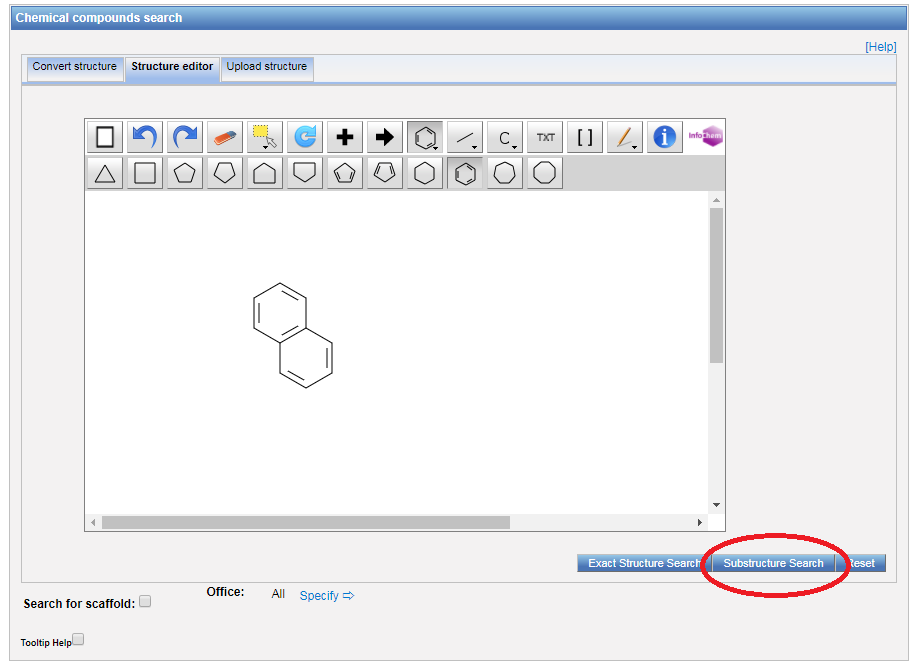 Chemical compounds search
[Help]
Convert structure
Structure editor
Upload structure
C
TXT
[ ]
i
InfoChem
Exact Structure Search
Substructure Search
Reset
Search for scaffold:
Office:
All
Specify ⇨
Tooltip Help